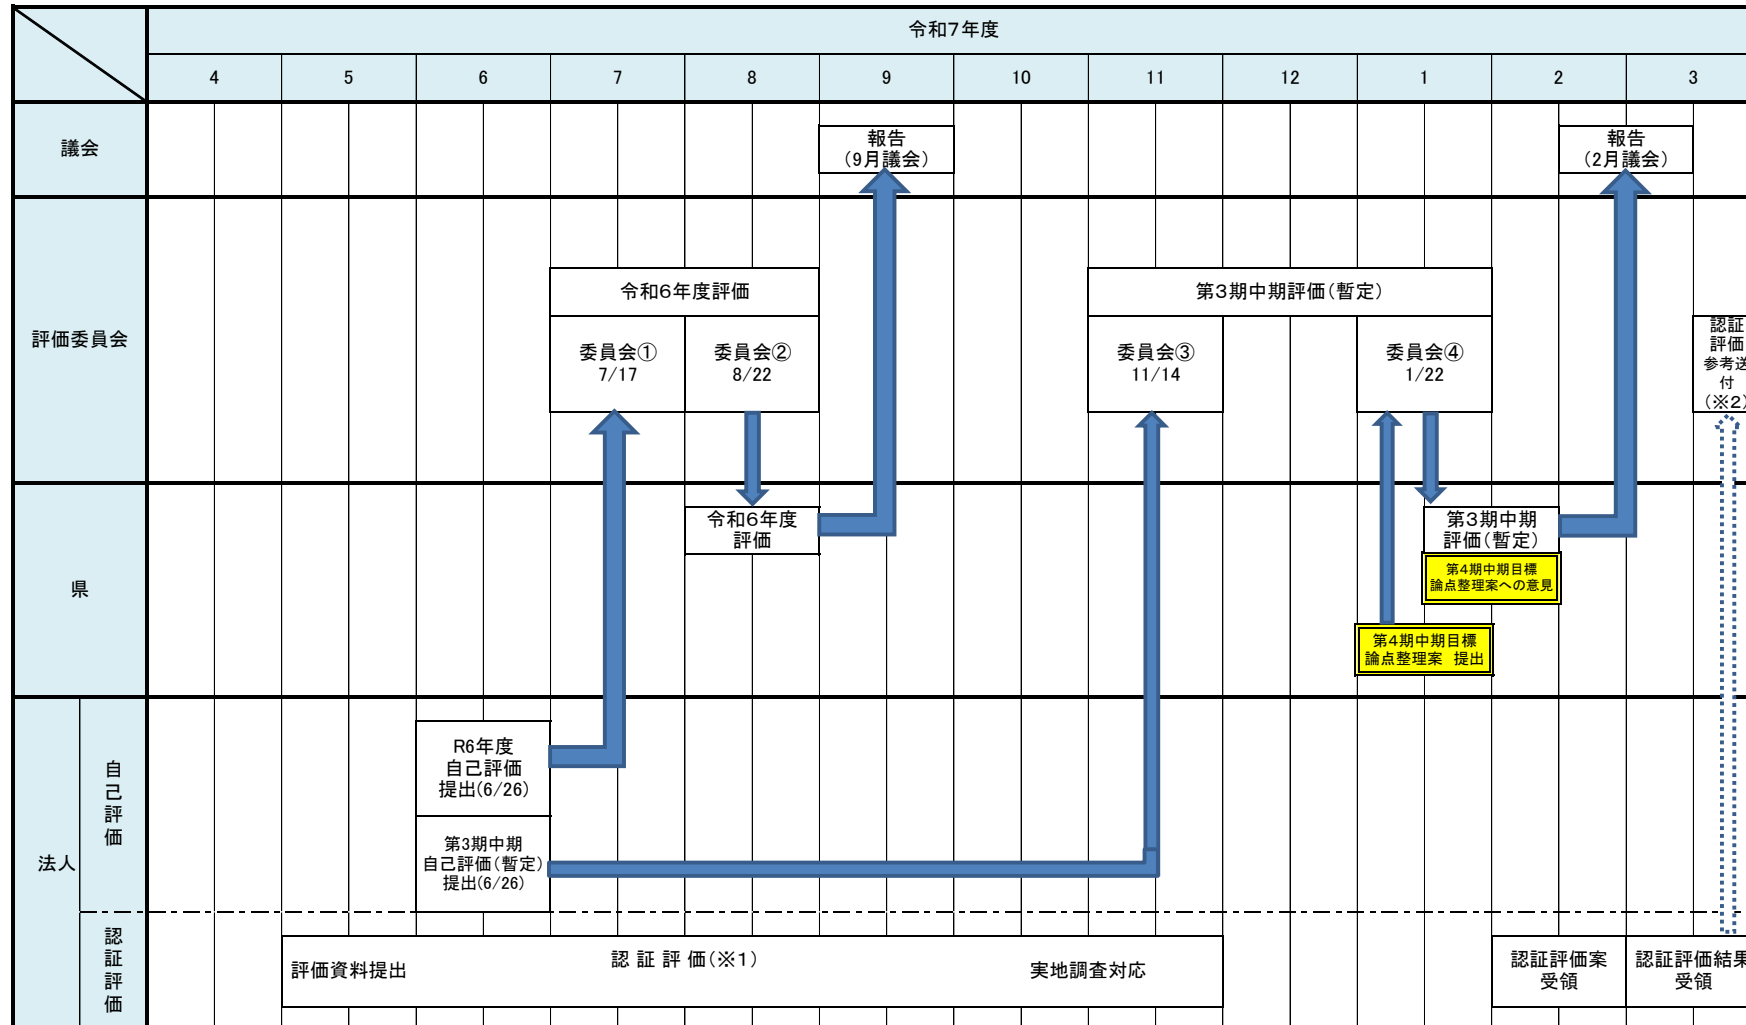 令和7年度
4 5 6 7 8 9 10 11 12 1 2 3
議会
報告
（9月議会）
報告
（2月議会）
評価委員会
令和6年度評価
委員会①
7/17
委員会②
8/22
第3期中期評価（暫定）
委員会③
11/14
委員会④
1/22
認証
評価
参考送
付
（※2）
県
令和6年度
評価
第3期中期
評価（暫定）
第4期中期目標
論点整理案への意見
第4期中期目標
論点整理案 提出
法人
自己評価
R6年度
自己評価
提出(6/26)
第3期中期
自己評価（暫定）
提出(6/26)
認証評価
評価資料提出
認 証 評 価（※1）
実地調査対応
認証評価案
受領
認証評価結果
受領